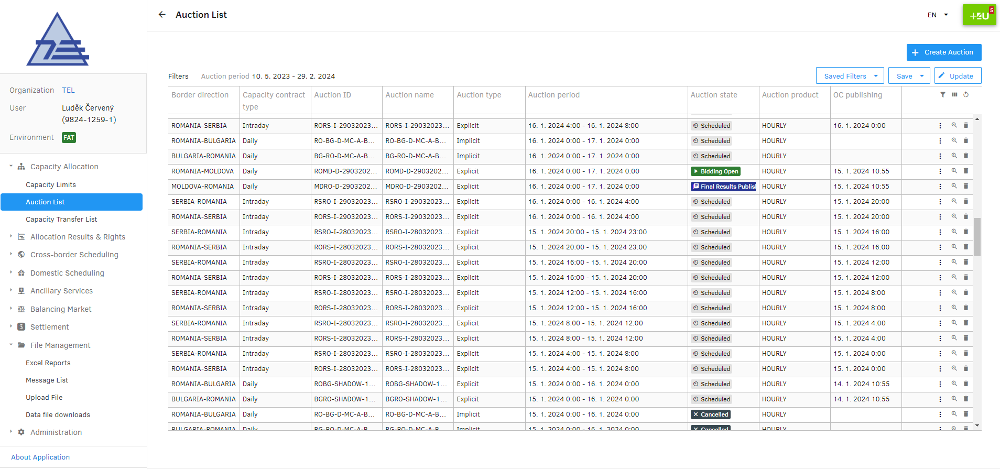 ← Auction List
EN
+4U 5
Organization TEL
User Luděk Červený
(9824-1259-1)
Environment FAT
Capacity Allocation
Capacity Limits
Auction List
Capacity Transfer List
Allocation Results & Rights
Cross-border Scheduling
Domestic Scheduling
Ancillary Services
Balancing Market
Settlement
File Management
Excel Reports
Message List
Upload File
Data file downloads
Administration
About Application
+ Create Auction
Filters Auction period 10. 5. 2023 - 29. 2. 2024
Saved Filters Save Update
Border direction Capacity contract type Auction ID Auction name Auction type Auction period Auction state Auction product OC publishing
ROMANIA-SERBIA Intraday RORS-I-29032023... RORS-I-29032023... Explicit 16. 1. 2024 4:00 - 16. 1. 2024 8:00 Scheduled HOURLY 16. 1. 2024 0:00
ROMANIA-BULGARIA Daily RO-BG-D-MC-A-B... RO-BG-D-MC-A-B... Implicit 16. 1. 2024 0:00 - 17. 1. 2024 0:00 Scheduled HOURLY
BULGARIA-ROMANIA Daily BG-RO-D-MC-A-B... BG-RO-D-MC-A-B... Implicit 16. 1. 2024 0:00 - 17. 1. 2024 0:00 Scheduled HOURLY
ROMANIA-MOLDOVA Daily ROMD-D-2903202... ROMD-D-2903202... Explicit 16. 1. 2024 0:00 - 17. 1. 2024 0:00 Bidding Open HOURLY 15. 1. 2024 10:55
MOLDOVA-ROMANIA Daily MDRO-D-2903202... MDRO-D-2903202... Explicit 16. 1. 2024 0:00 - 17. 1. 2024 0:00 Final Results Publis HOURLY 15. 1. 2024 10:55
SERBIA-ROMANIA Intraday RSRO-I-29032023... RSRO-I-29032023... Explicit 16. 1. 2024 0:00 - 16. 1. 2024 4:00 Scheduled HOURLY 15. 1. 2024 20:00
ROMANIA-SERBIA Intraday RORS-I-29032023... RORS-I-29032023... Explicit 16. 1. 2024 0:00 - 16. 1. 2024 4:00 Scheduled HOURLY 15. 1. 2024 20:00
SERBIA-ROMANIA Intraday RSRO-I-28032023... RSRO-I-28032023... Explicit 15. 1. 2024 20:00 - 15. 1. 2024 23:00 Scheduled HOURLY 15. 1. 2024 16:00
ROMANIA-SERBIA Intraday RORS-I-28032023... RORS-I-28032023... Explicit 15. 1. 2024 20:00 - 15. 1. 2024 23:00 Scheduled HOURLY 15. 1. 2024 16:00
SERBIA-ROMANIA Intraday RSRO-I-28032023... RSRO-I-28032023... Explicit 15. 1. 2024 16:00 - 15. 1. 2024 20:00 Scheduled HOURLY 15. 1. 2024 12:00
ROMANIA-SERBIA Intraday RORS-I-28032023... RORS-I-28032023... Explicit 15. 1. 2024 16:00 - 15. 1. 2024 20:00 Scheduled HOURLY 15. 1. 2024 12:00
SERBIA-ROMANIA Intraday RSRO-I-28032023... RSRO-I-28032023... Explicit 15. 1. 2024 12:00 - 15. 1. 2024 16:00 Scheduled HOURLY 15. 1. 2024 8:00
ROMANIA-SERBIA Intraday RORS-I-28032023... RORS-I-28032023... Explicit 15. 1. 2024 12:00 - 15. 1. 2024 16:00 Scheduled HOURLY 15. 1. 2024 8:00
SERBIA-ROMANIA Intraday RSRO-I-28032023... RSRO-I-28032023... Explicit 15. 1. 2024 8:00 - 15. 1. 2024 12:00 Scheduled HOURLY 15. 1. 2024 4:00
ROMANIA-SERBIA Intraday RORS-I-28032023... RORS-I-28032023... Explicit 15. 1. 2024 8:00 - 15. 1. 2024 12:00 Scheduled HOURLY 15. 1. 2024 4:00
SERBIA-ROMANIA Intraday RSRO-I-28032023... RSRO-I-28032023... Explicit 15. 1. 2024 4:00 - 15. 1. 2024 8:00 Scheduled HOURLY 15. 1. 2024 0:00
ROMANIA-SERBIA Intraday RORS-I-28032023... RORS-I-28032023... Explicit 15. 1. 2024 4:00 - 15. 1. 2024 8:00 Scheduled HOURLY 15. 1. 2024 0:00
ROMANIA-BULGARIA Daily ROBG-SHADOW-1... ROBG-SHADOW-1... Explicit 15. 1. 2024 0:00 - 16. 1. 2024 0:00 Scheduled HOURLY 14. 1. 2024 10:55
BULGARIA-ROMANIA Daily BGRO-SHADOW-1... BGRO-SHADOW-1... Explicit 15. 1. 2024 0:00 - 16. 1. 2024 0:00 Scheduled HOURLY 14. 1. 2024 10:55
ROMANIA-BULGARIA Daily RO-BG-D-MC-A-B... RO-BG-D-MC-A-B... Implicit 15. 1. 2024 0:00 - 16. 1. 2024 0:00 Cancelled HOURLY
BULGARIA-ROMANIA Daily BG-RO-D-MC-A-B... BG-RO-D-MC-A-B... Implicit 15. 1. 2024 0:00 - 16. 1. 2024 0:00 Cancelled HOURLY